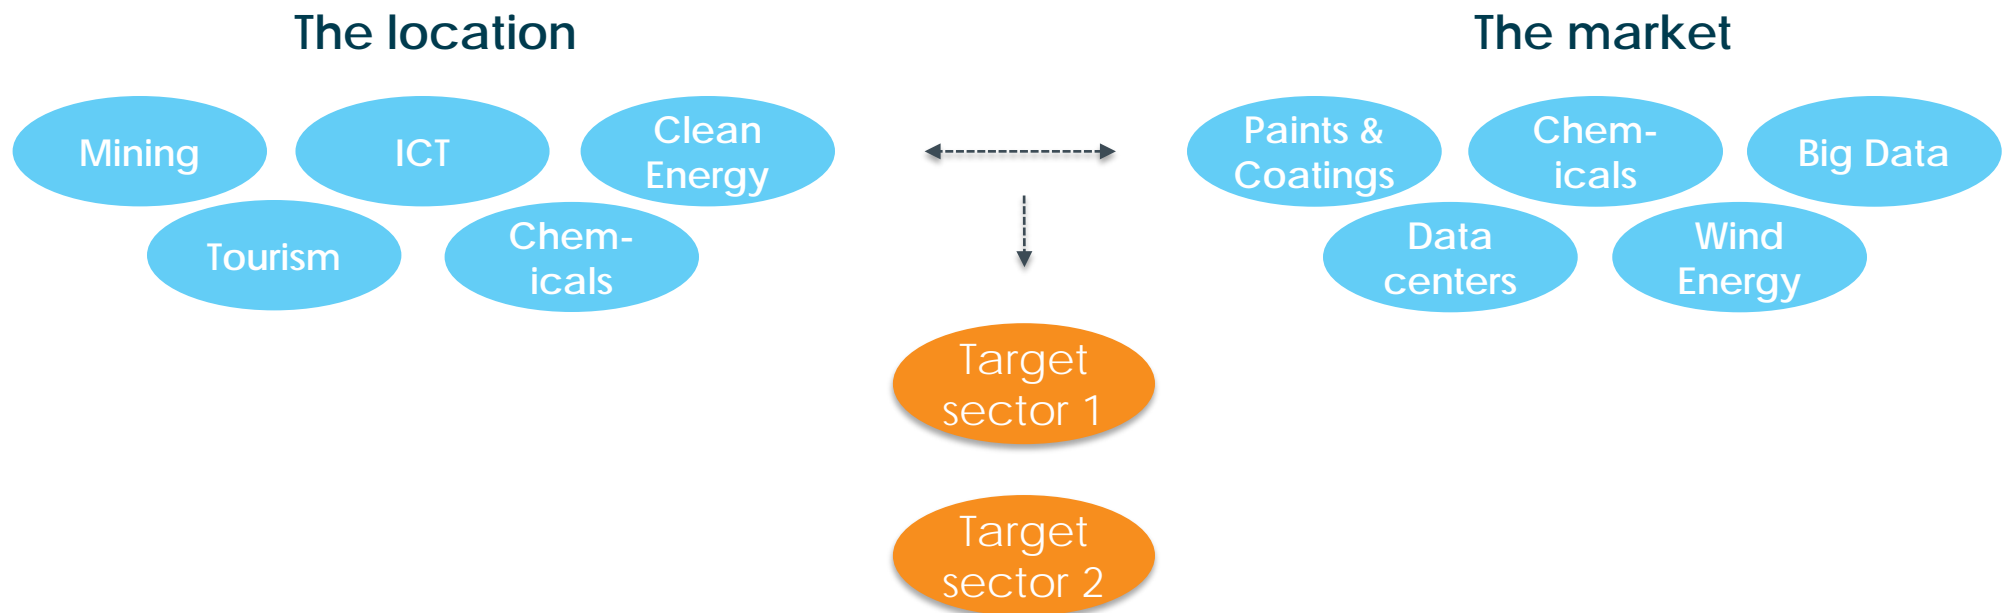 The location
Mining
ICT
Clean
Energy
Tourism
Chem-
icals
The market
Paints &
Coatings
Chem-
icals
Big Data
Data
centers
Wind
Energy
Target
sector 1
Target
sector 2